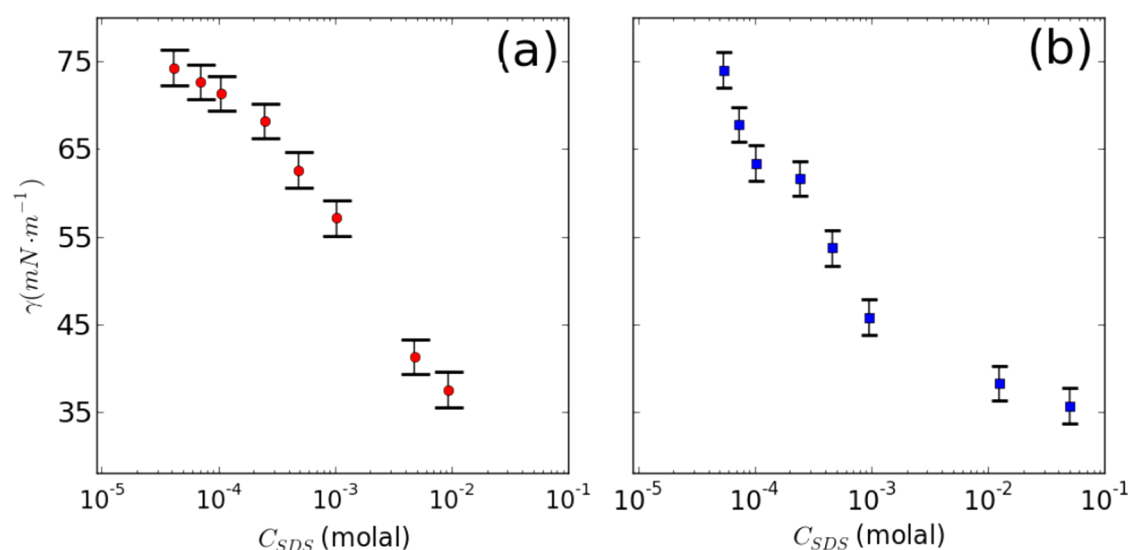 (a)
(b)
75
65
55
45
35
γ(mN·m⁻¹)
10⁻⁵ 10⁻⁴ 10⁻³ 10⁻² 10⁻¹
10⁻⁵ 10⁻⁴ 10⁻³ 10⁻² 10⁻¹
C_SDS (molal)
C_SDS (molal)